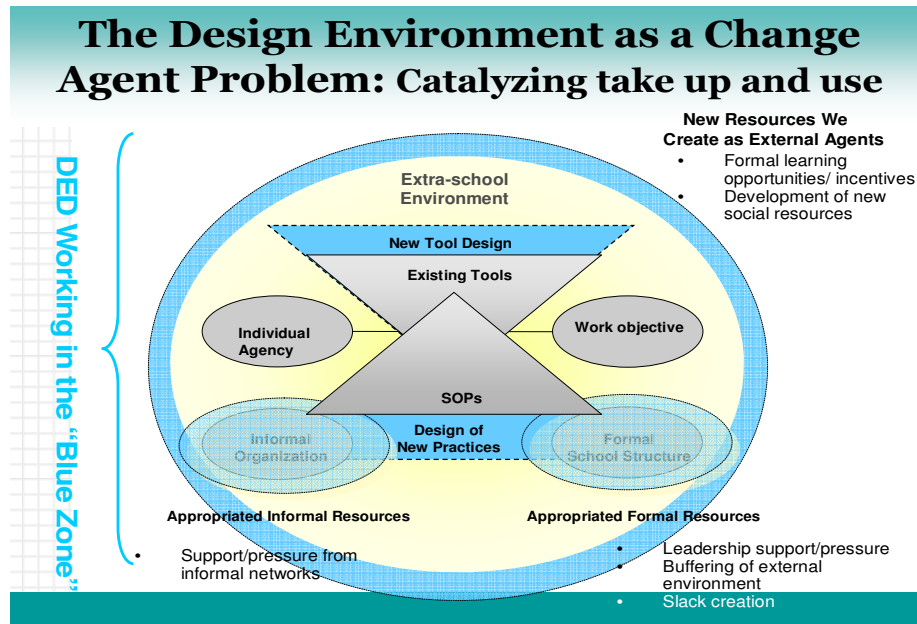 The Design Environment as a Change
Agent Problem: Catalyzing take up and use
DED Working in the “Blue Zone”
New Resources We
Create as External Agents
• Formal learning
opportunities/ incentives
• Development of new
social resources
Extra-school
Environment
New Tool Design
Existing Tools
Individual
Agency
Work objective
SOPs
Informal
Organization
Design of
New Practices
Formal
School Structure
Appropriated Informal Resources
• Support/pressure from
informal networks
Appropriated Formal Resources
• Leadership support/pressure
• Buffering of external
environment
• Slack creation